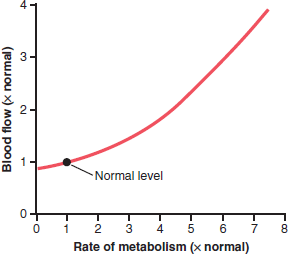 Blood flow (× normal)
4
3
2
1
0
Normal level
0 1 2 3 4 5 6 7 8
Rate of metabolism (× normal)